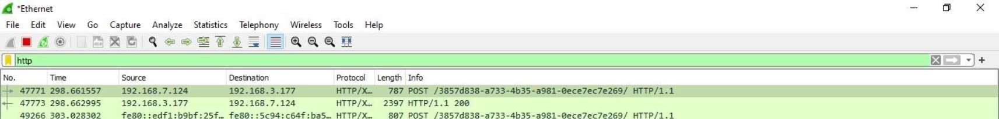 *Ethernet
File Edit View Go Capture Analyze Statistics Telephony Wireless Tools Help
http
No. Time Source Destination Protocol Length Info
47771 298.661557 192.168.7.124 192.168.3.177 HTTP/X… 787 POST /3857d838-a733-4b35-a981-0ece7ec7e269/ HTTP/1.1
47773 298.662995 192.168.3.177 192.168.7.124 HTTP/X… 2397 HTTP/1.1 200
49266 303.028302 fe80::edf1:b9bf:25f… fe80::5c94:c64f:ba5… HTTP/X… 807 POST /3857d838-a733-4b35-a981-0ece7ec7e269/ HTTP/1.1